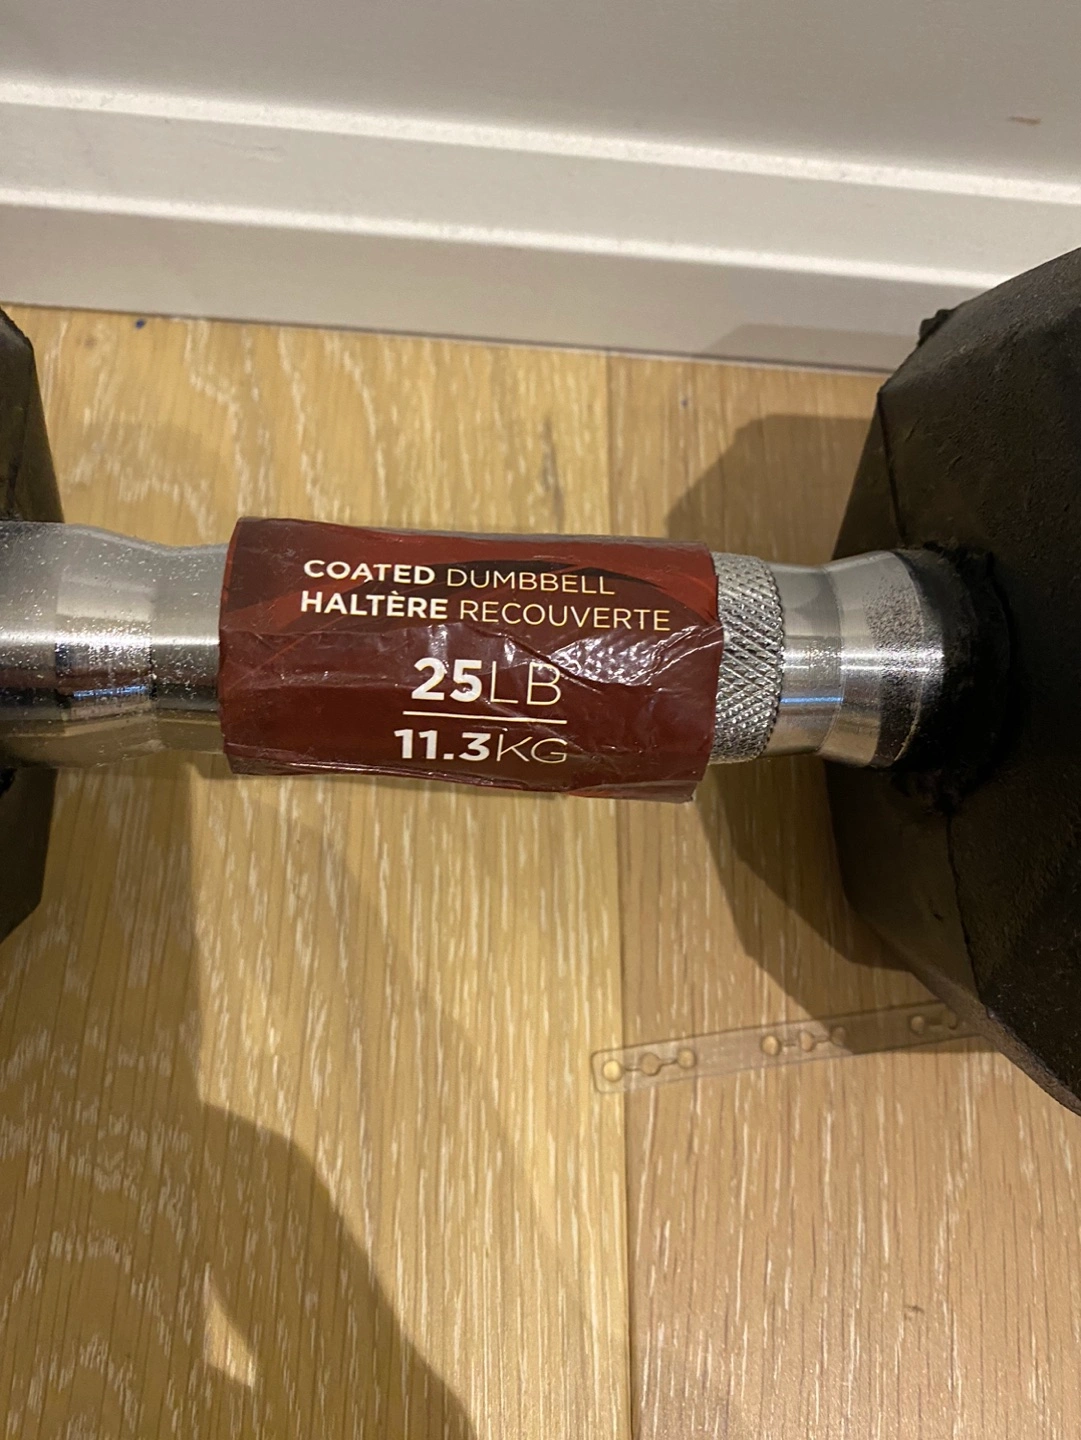 COATED DUMBBELL
HALTÈRE RECOUVERTE
25LB
11.3KG